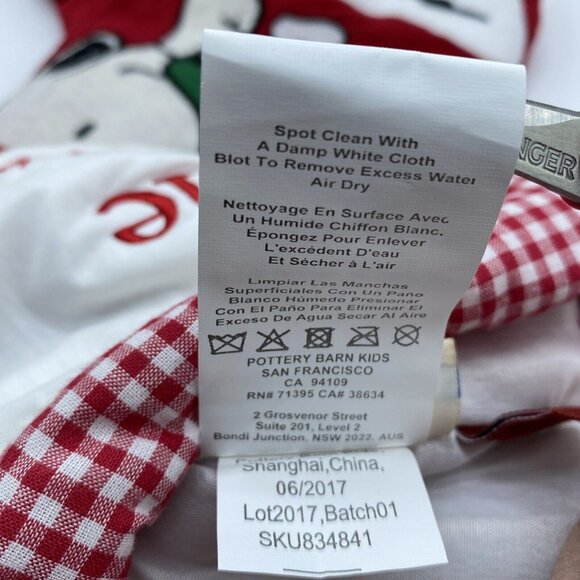 Spot Clean With
A Damp White Cloth
Blot To Remove Excess Water
Air Dry
Nettoyage En Surface Avec
Un Humide Chiffon Blanc,
Épongez Pour Enlever
L'excédent D'eau
Et Sécher à L'air
Limpiar Las Manchas
Superficiales Con Un Paño
Blanco Húmedo Presionar
Con El Paño Para Eliminar El
Exceso De Agua Secar Al Aire
POTTERY BARN KIDS
SAN FRANCISCO
CA 94109
RN# 71395 CA# 38634
2 Grosvenor Street
Suite 201, Level 2
Bondi Junction, NSW 2022, AUS
Shanghai,China,
06/2017
Lot2017,Batch01
SKU834841